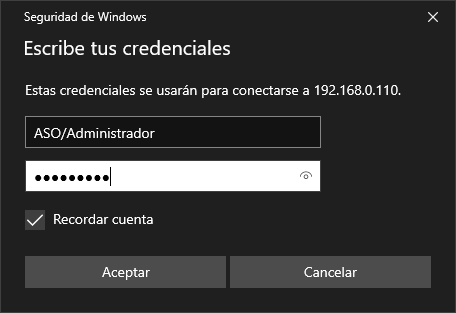 Seguridad de Windows
Escribe tus credenciales
Estas credenciales se usarán para conectarse a 192.168.0.110.
ASO/Administrador
●●●●●●●●●
Recordar cuenta
Aceptar
Cancelar